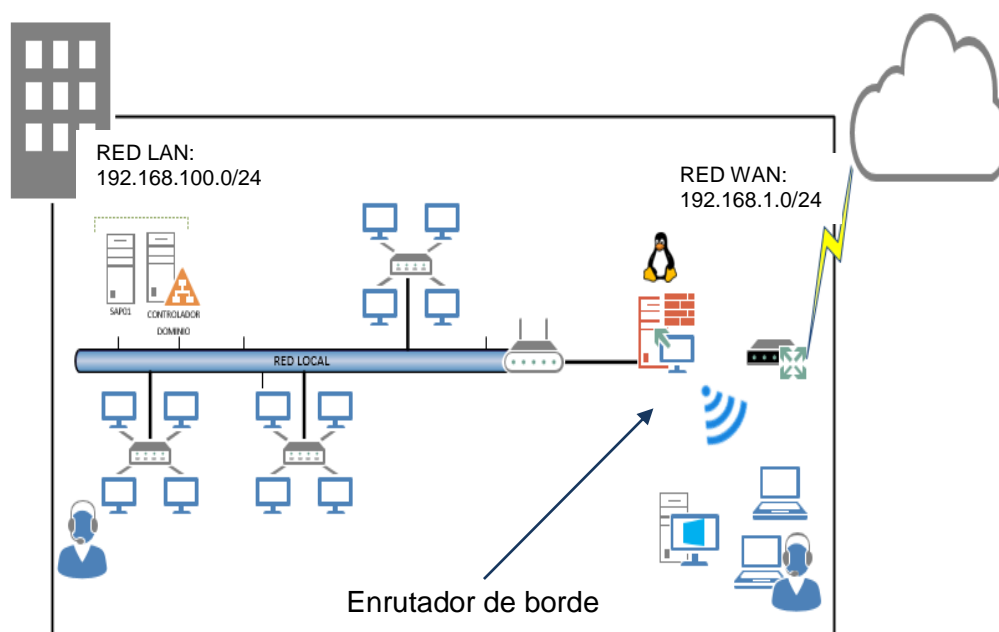 RED LAN:
192.168.100.0/24
RED WAN:
192.168.1.0/24
SAP01
CONTROLADOR
DOMINIO
RED LOCAL
Enrutador de borde